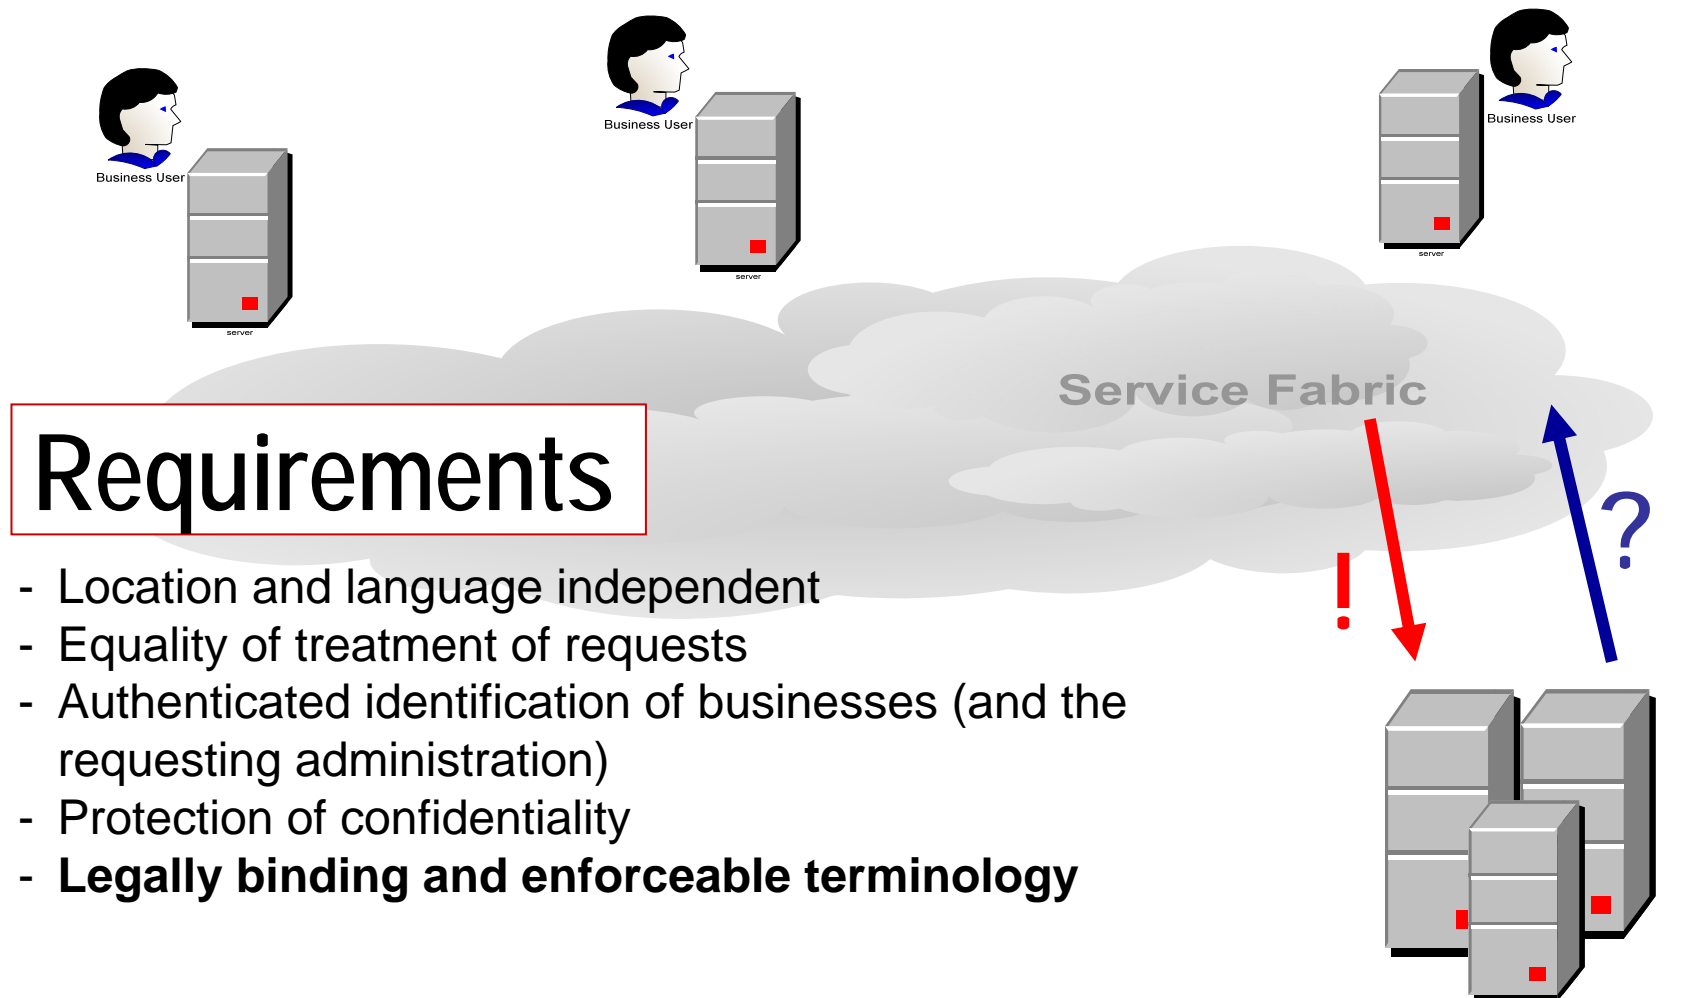 Business User
Business User
Business User
server
server
server
Service Fabric
Requirements
?
!
- Location and language independent
- Equality of treatment of requests
- Authenticated identification of businesses (and the
requesting administration)
- Protection of confidentiality
- Legally binding and enforceable terminology